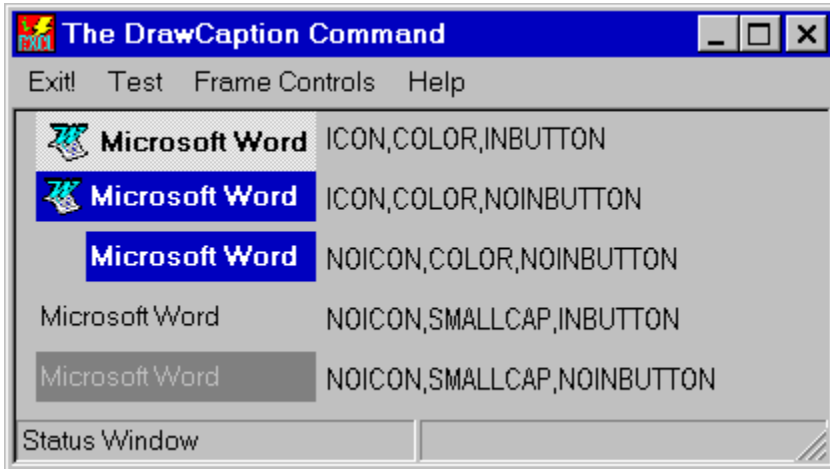 EXCL The DrawCaption Command
Exit! Test Frame Controls Help
Microsoft Word ICON,COLOR,INBUTTON
Microsoft Word ICON,COLOR,NOINBUTTON
Microsoft Word NOICON,COLOR,NOINBUTTON
Microsoft Word NOICON,SMALLCAP,INBUTTON
Microsoft Word NOICON,SMALLCAP,NOINBUTTON
Status Window